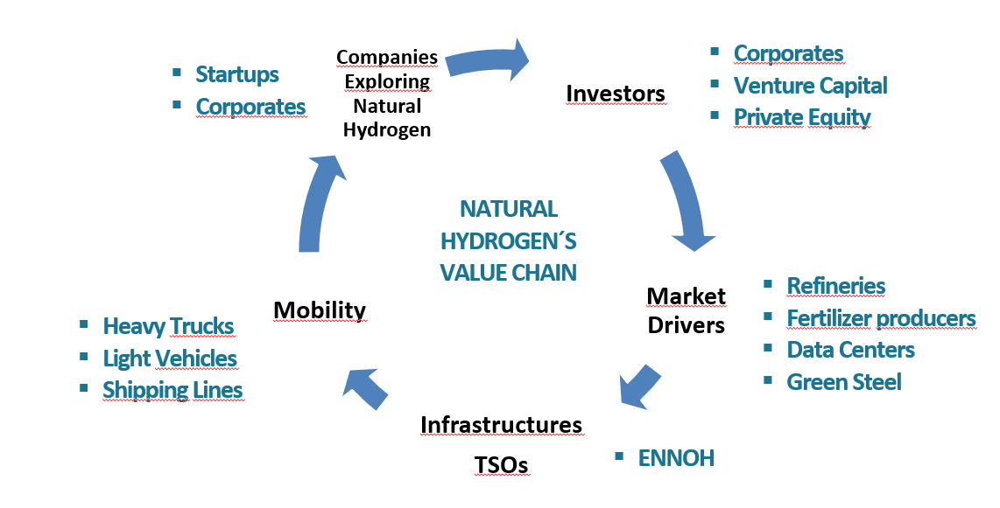 Companies
Exploring
Natural
Hydrogen
Startups
Corporates
Investors
Corporates
Venture Capital
Private Equity
NATURAL
HYDROGEN´S
VALUE CHAIN
Market
Drivers
Refineries
Fertilizer producers
Data Centers
Green Steel
Mobility
Heavy Trucks
Light Vehicles
Shipping Lines
Infrastructures
TSOs
ENNOH